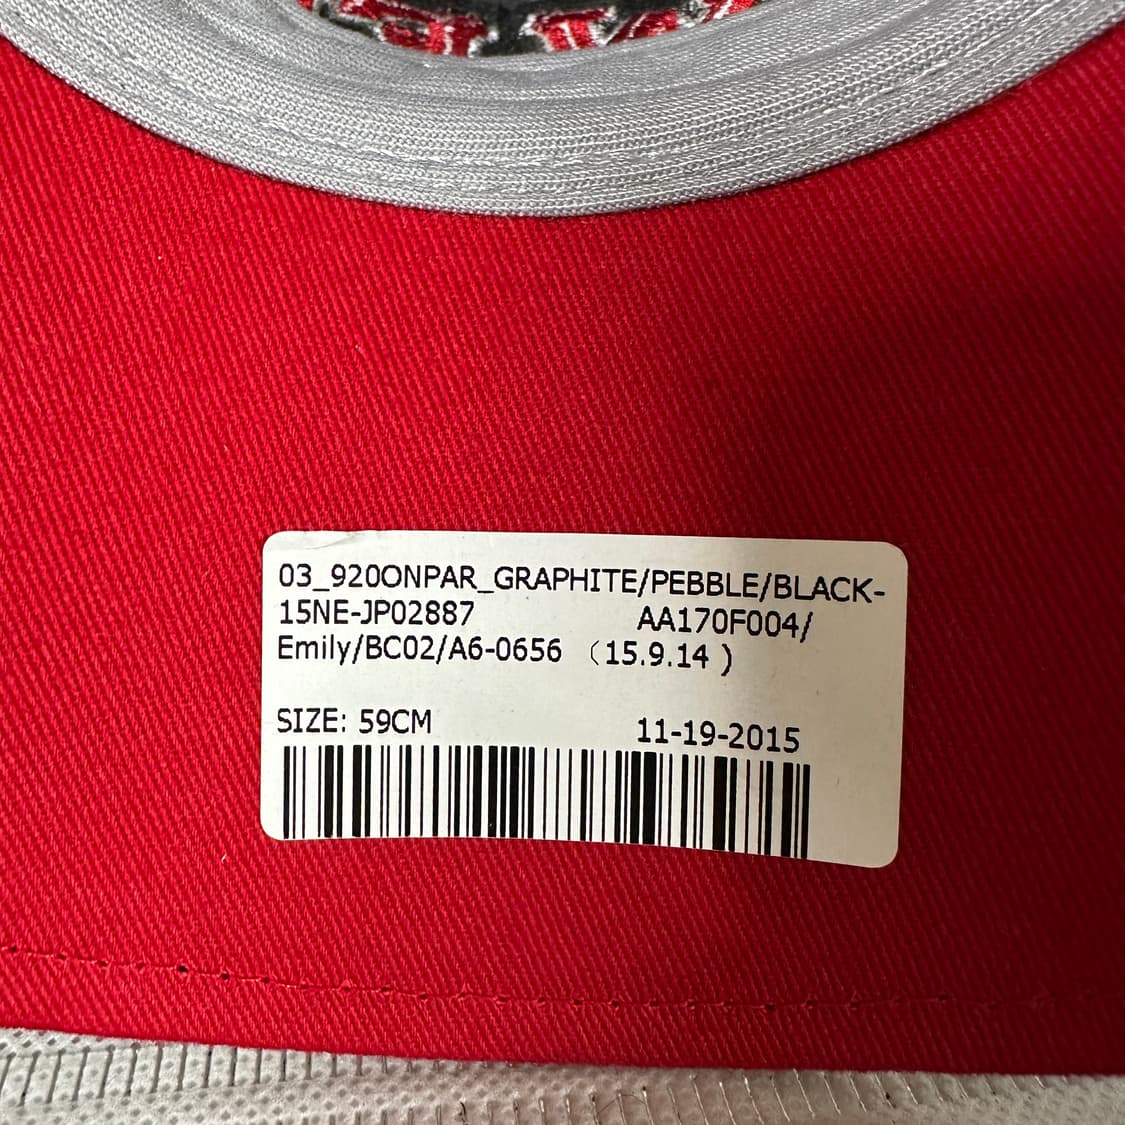 03_920ONPAR_GRAPHITE/PEBBLE/BLACK-
15NE-JP02887 AA170F004/
Emily/BC02/A6-0656 （15.9.14 )
SIZE: 59CM 11-19-2015